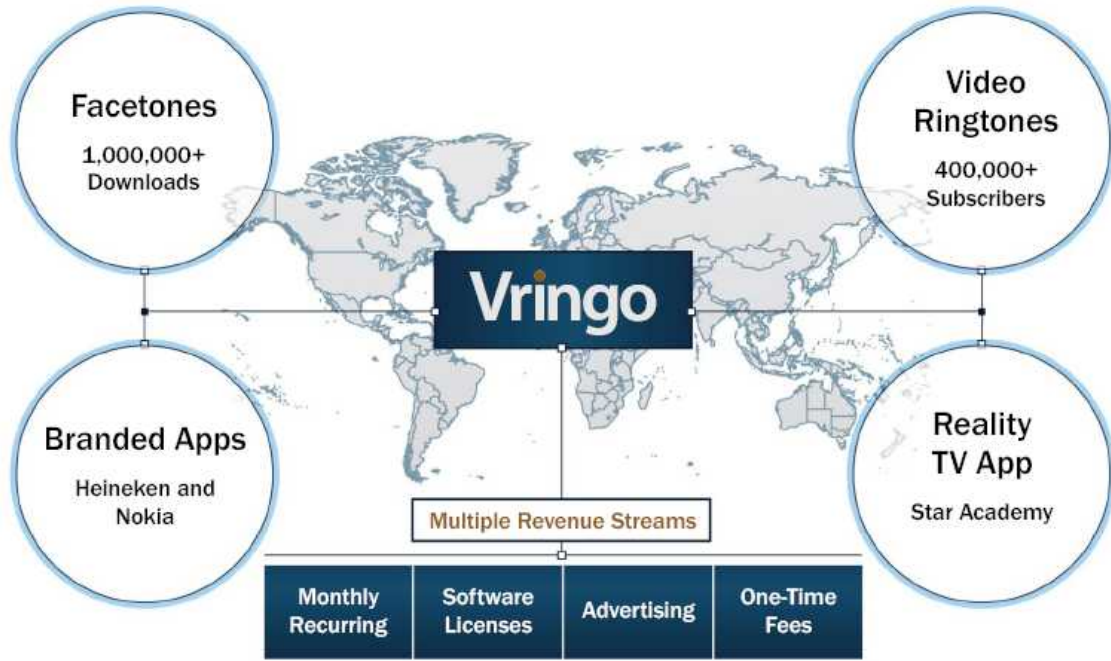 Facetones
1,000,000+
Downloads
Video
Ringtones
400,000+
Subscribers
Vringo
Branded Apps
Heineken and
Nokia
Reality
TV App
Star Academy
Multiple Revenue Streams
Monthly
Recurring
Software
Licenses
Advertising
One-Time
Fees